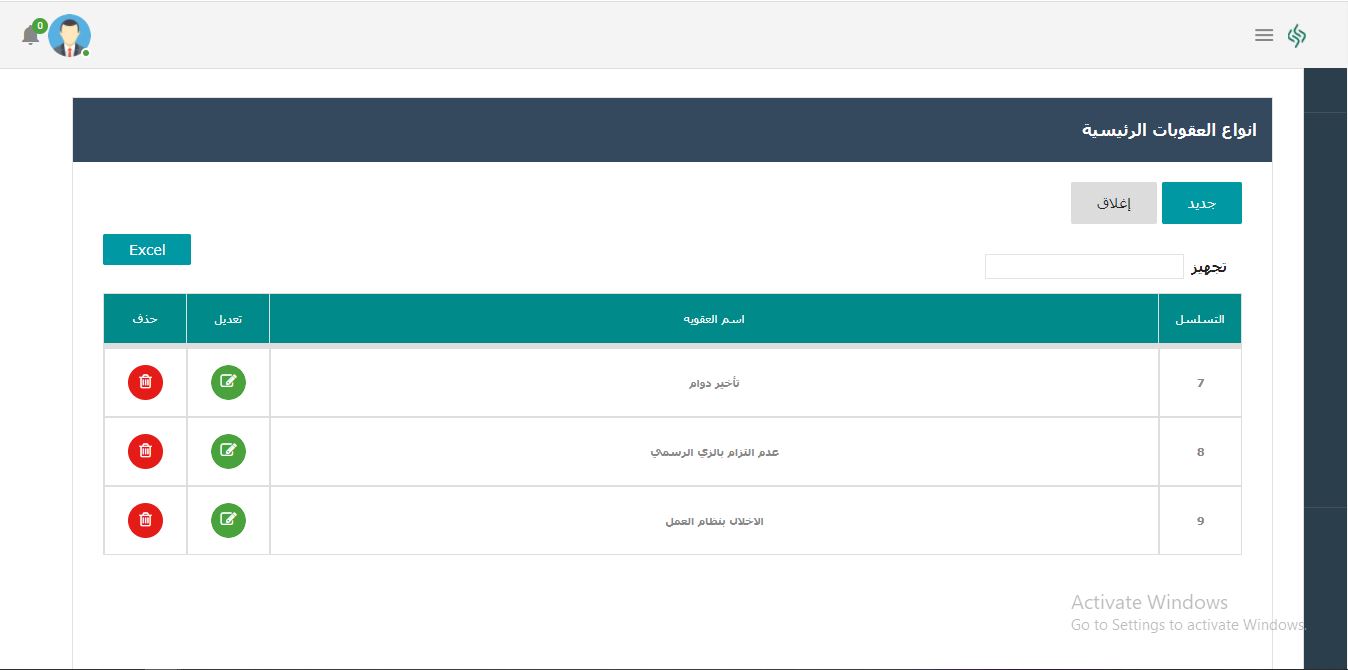 0
انواع العقوبات الرئيسية
جديد
إغلاق
Excel
تجهيز
التسلسل اسم العقوبه تعديل حذف
7 تأخير دوام
8 عدم التزام بالزي الرسمي
9 الاخلال بنظام العمل
Activate Windows
Go to Settings to activate Windows.